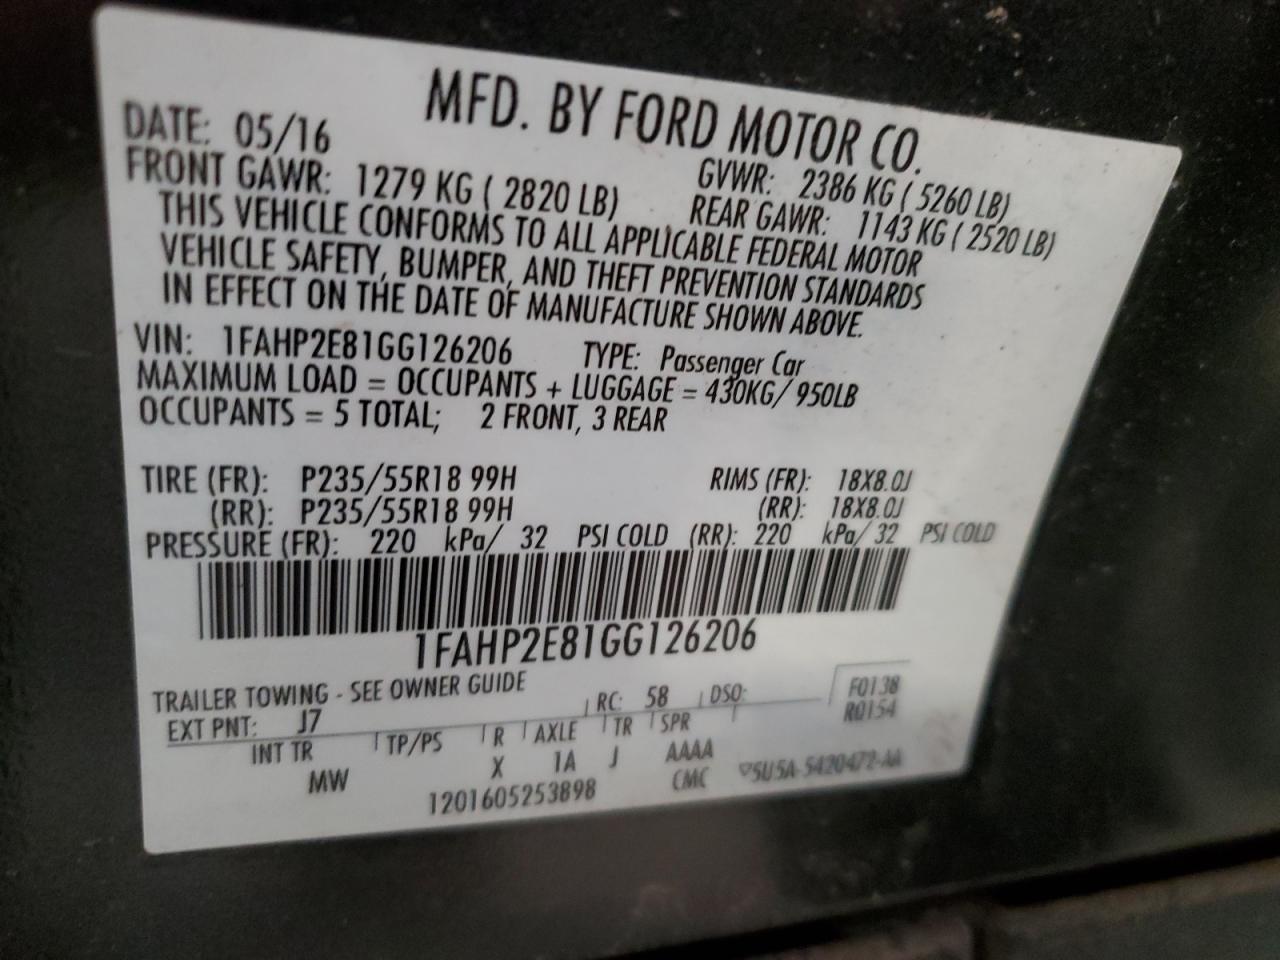 MFD. BY FORD MOTOR CO.
DATE: 05/16 GVWR: 2386 KG ( 5260 LB)
FRONT GAWR: 1279 KG ( 2820 LB) REAR GAWR: 1143 KG ( 2520 LB)
THIS VEHICLE CONFORMS TO ALL APPLICABLE FEDERAL MOTOR
VEHICLE SAFETY, BUMPER, AND THEFT PREVENTION STANDARDS
IN EFFECT ON THE DATE OF MANUFACTURE SHOWN ABOVE.
VIN: 1FAHP2E81GG126206 TYPE: Passenger Car
MAXIMUM LOAD = OCCUPANTS + LUGGAGE = 430KG/ 950LB
OCCUPANTS = 5 TOTAL; 2 FRONT, 3 REAR
TIRE (FR): P235/55R18 99H RIMS (FR): 18X8.0J
(RR): P235/55R18 99H (RR): 18X8.0J
PRESSURE (FR): 220 kPa/ 32 PSI COLD (RR): 220 kPa/ 32 PSI COLD
1FAHP2E81GG126206
TRAILER TOWING - SEE OWNER GUIDE
EXT PNT: J7 RC: 58 DSO: F0138
R0154
INT TR TP/PS R AXLE TR SPR
MW X 1A J AAAA
1201605253898 CMC ▽5U5A-5420472-AA